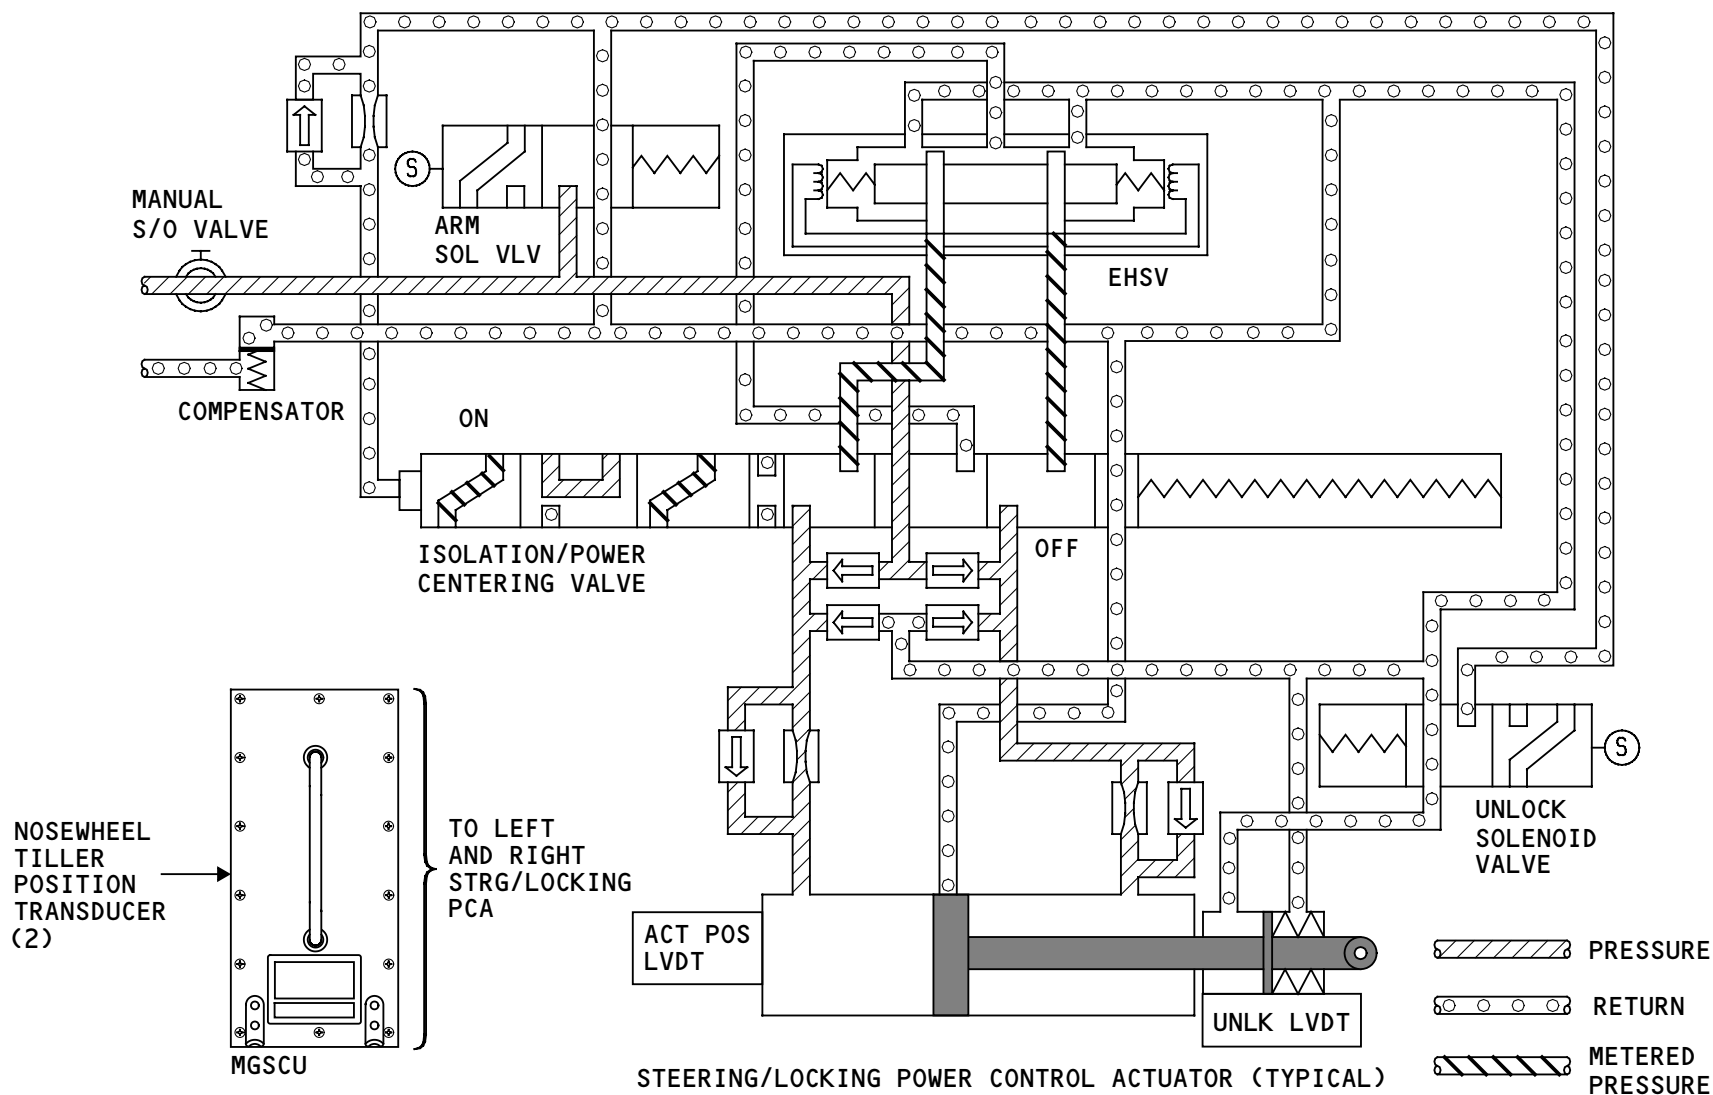 S
MANUAL
S/O VALVE
ARM
SOL VLV
EHSV
COMPENSATOR
ON
ISOLATION/POWER
CENTERING VALVE
OFF
S
UNLOCK
SOLENOID
VALVE
NOSEWHEEL
TILLER
POSITION
TRANSDUCER
(2)
TO LEFT
AND RIGHT
STRG/LOCKING
PCA
MGSCU
ACT POS
LVDT
UNLK LVDT
PRESSURE
RETURN
METERED
PRESSURE
STEERING/LOCKING POWER CONTROL ACTUATOR (TYPICAL)